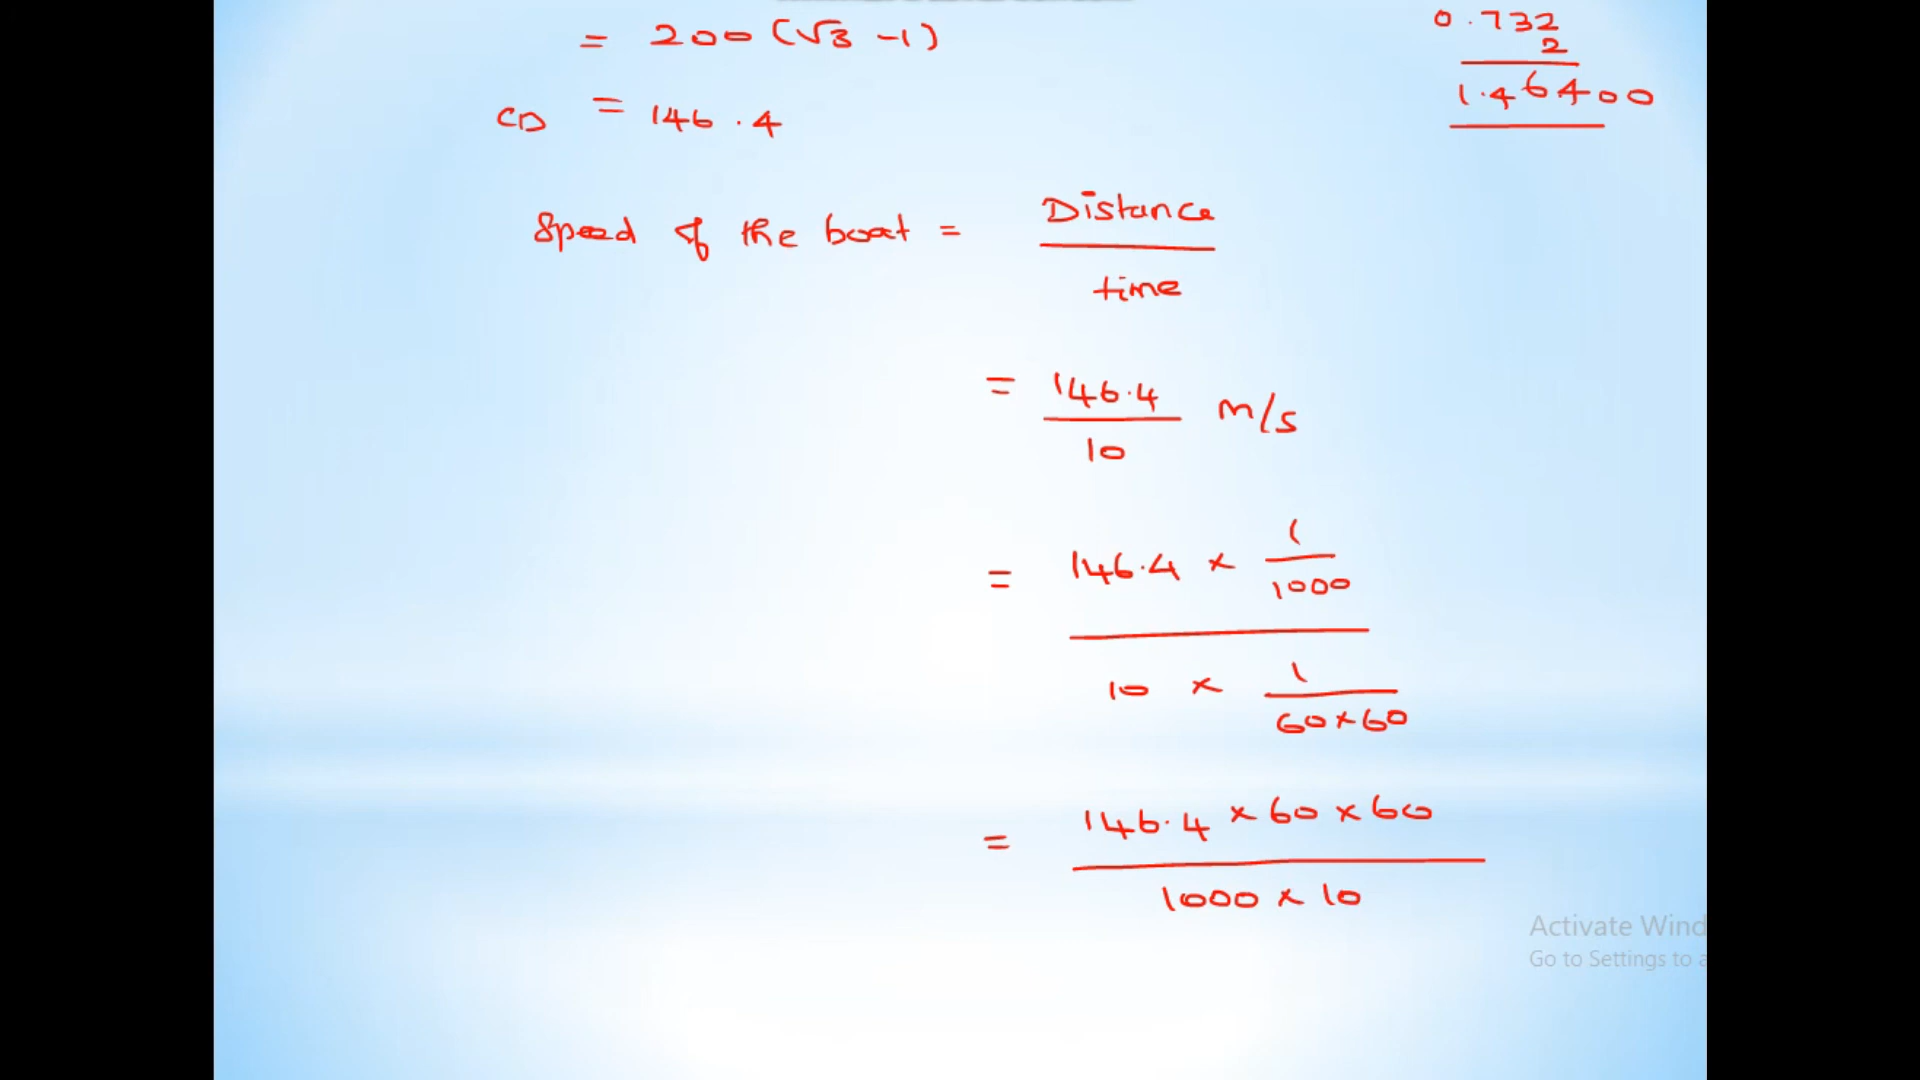 = 200 (√3 - 1)
0.732
2
1.46400
CD = 146.4
Speed of the boat = Distance
time
= 146.4
10 m/s
= 146.4 × 1
1000
10 × 1
60×60
= 146.4 × 60 × 60
1000 × 10
Activate Wind
Go to Settings to a